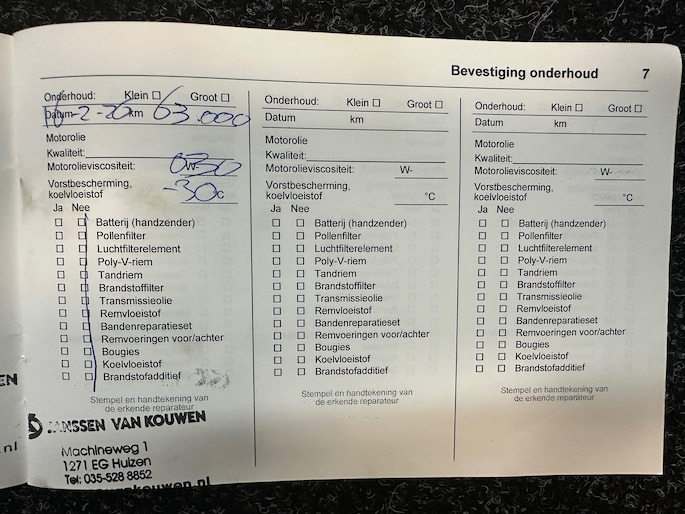 Bevestiging onderhoud 7
Onderhoud: Klein ☐ Groot ☐
Datum 16-2-20 km 63.000
Motorolie
Kwaliteit:
Motorolieviscositeit: 0W-30
Vorstbescherming,
koelvloeistof -30°C
Ja Nee
☐ ☐ Batterij (handzender)
☐ ☐ Pollenfilter
☐ ☐ Luchtfilterelement
☐ ☐ Poly-V-riem
☐ ☐ Tandriem
☐ ☐ Brandstoffilter
☐ ☐ Transmissieolie
☐ ☐ Remvloeistof
☐ ☐ Bandenreparatieset
☐ ☐ Remvoeringen voor/achter
☐ ☐ Bougies
☐ ☐ Koelvloeistof
☐ ☐ Brandstofadditief
Stempel en handtekening van
de erkende reparateur
JANSSEN VAN KOUWEN
Machineweg 1
1271 EG Huizen
Tel: 035-528 8852
kouwen.nl
EN
nl
Onderhoud: Klein ☐ Groot ☐
Datum km
Motorolie
Kwaliteit:
Motorolieviscositeit: W-
Vorstbescherming,
koelvloeistof °C
Ja Nee
☐ ☐ Batterij (handzender)
☐ ☐ Pollenfilter
☐ ☐ Luchtfilterelement
☐ ☐ Poly-V-riem
☐ ☐ Tandriem
☐ ☐ Brandstoffilter
☐ ☐ Transmissieolie
☐ ☐ Remvloeistof
☐ ☐ Bandenreparatieset
☐ ☐ Remvoeringen voor/achter
☐ ☐ Bougies
☐ ☐ Koelvloeistof
☐ ☐ Brandstofadditief
Stempel en handtekening van
de erkende reparateur
Onderhoud: Klein ☐ Groot ☐
Datum km
Motorolie
Kwaliteit:
Motorolieviscositeit: W-
Vorstbescherming,
koelvloeistof °C
Ja Nee
☐ ☐ Batterij (handzender)
☐ ☐ Pollenfilter
☐ ☐ Luchtfilterelement
☐ ☐ Poly-V-riem
☐ ☐ Tandriem
☐ ☐ Brandstoffilter
☐ ☐ Transmissieolie
☐ ☐ Remvloeistof
☐ ☐ Bandenreparatieset
☐ ☐ Remvoeringen voor/achter
☐ ☐ Bougies
☐ ☐ Koelvloeistof
☐ ☐ Brandstofadditief
Stempel en handtekening van
de erkende reparateur